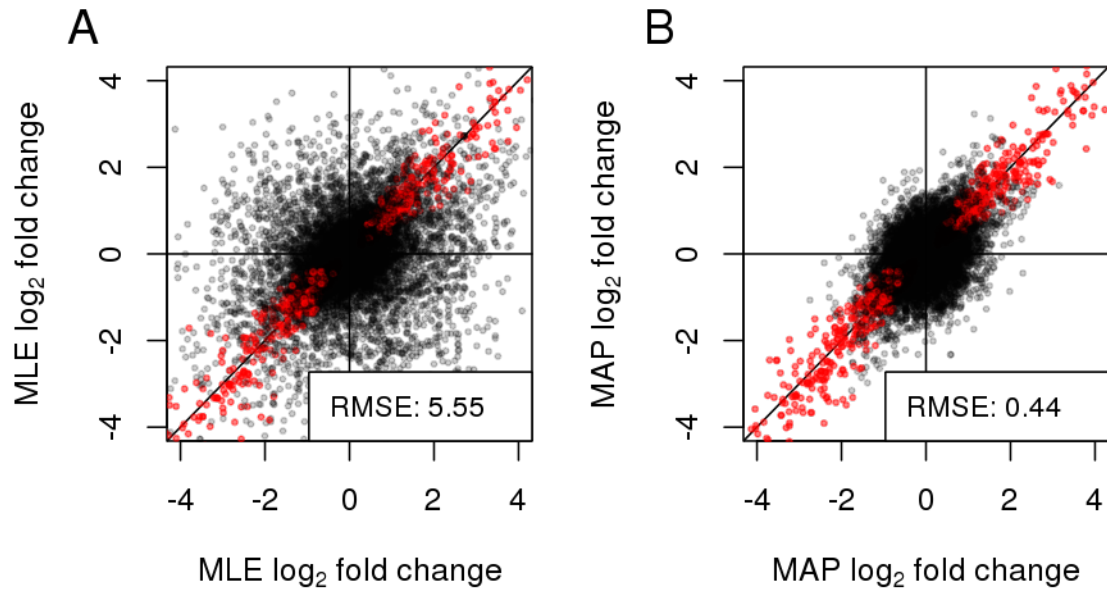 A
MLE log₂ fold change
4
2
0
-2
-4
RMSE: 5.55
-4 -2 0 2 4
MLE log₂ fold change
B
MAP log₂ fold change
4
2
0
-2
-4
RMSE: 0.44
-4 -2 0 2 4
MAP log₂ fold change